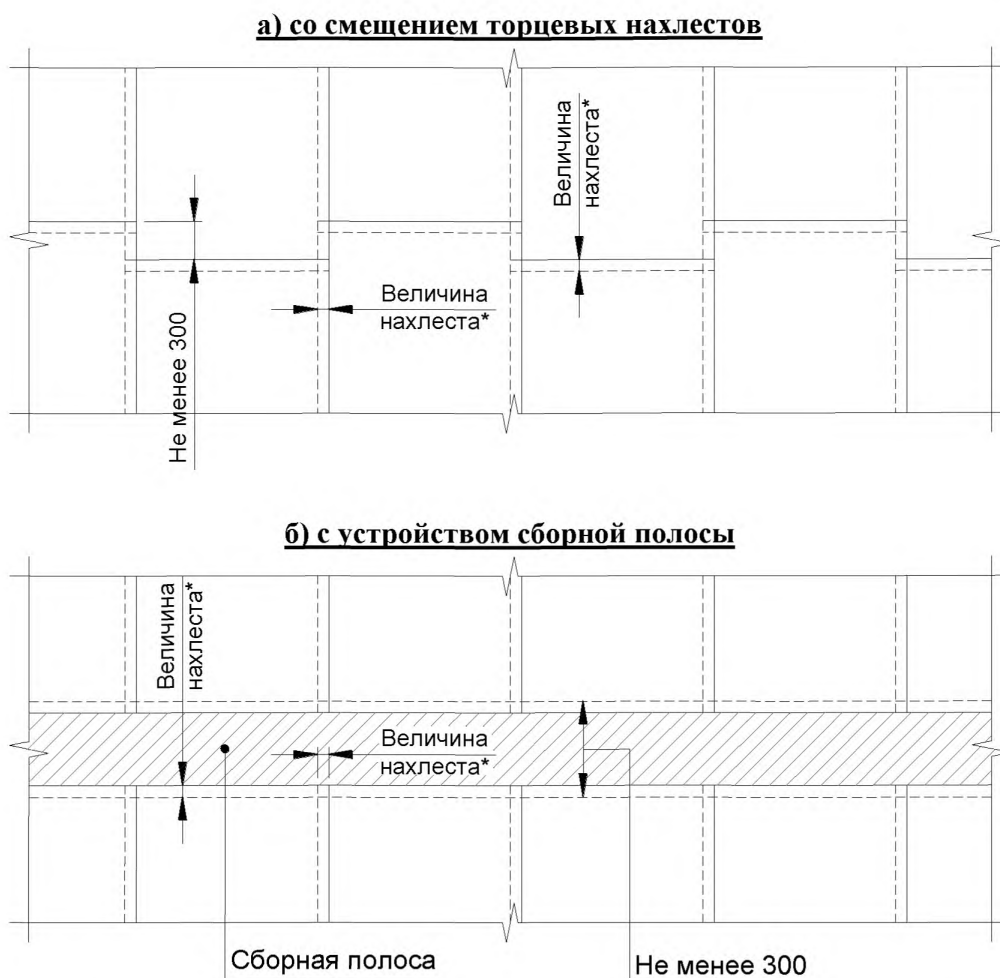 а) со смещением торцевых нахлестов
Величина
нахлеста*
Не менее 300
Величина
нахлеста*
б) с устройством сборной полосы
Величина
нахлеста*
Величина
нахлеста*
Сборная полоса
Не менее 300